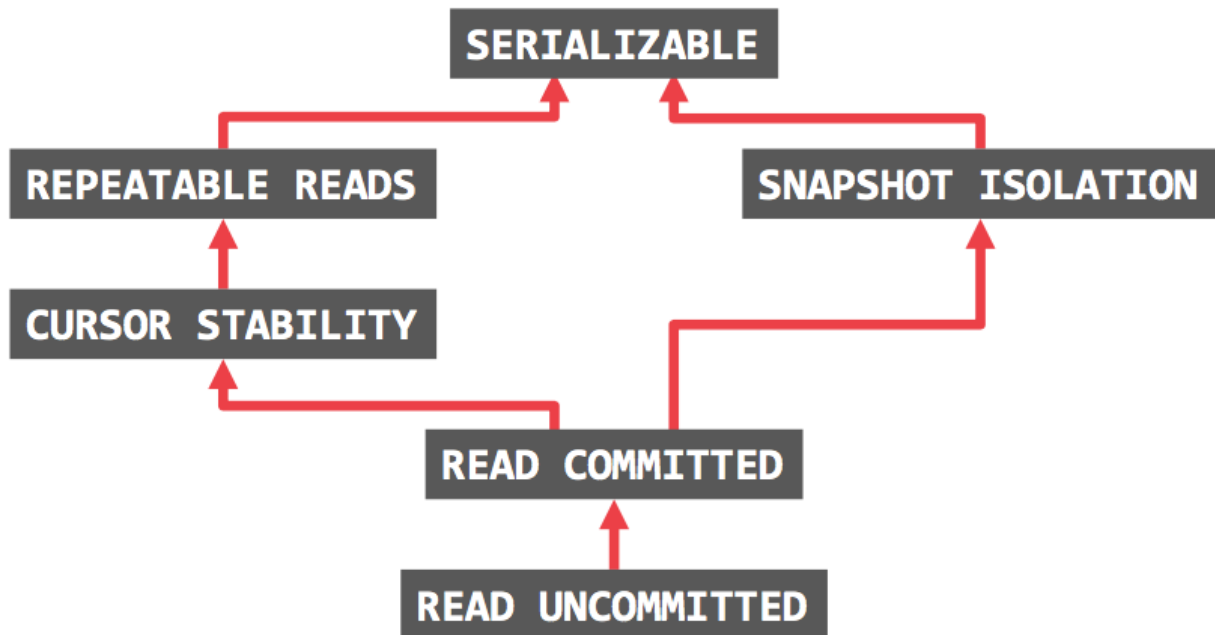 SERIALIZABLE
REPEATABLE READS
SNAPSHOT ISOLATION
CURSOR STABILITY
READ COMMITTED
READ UNCOMMITTED